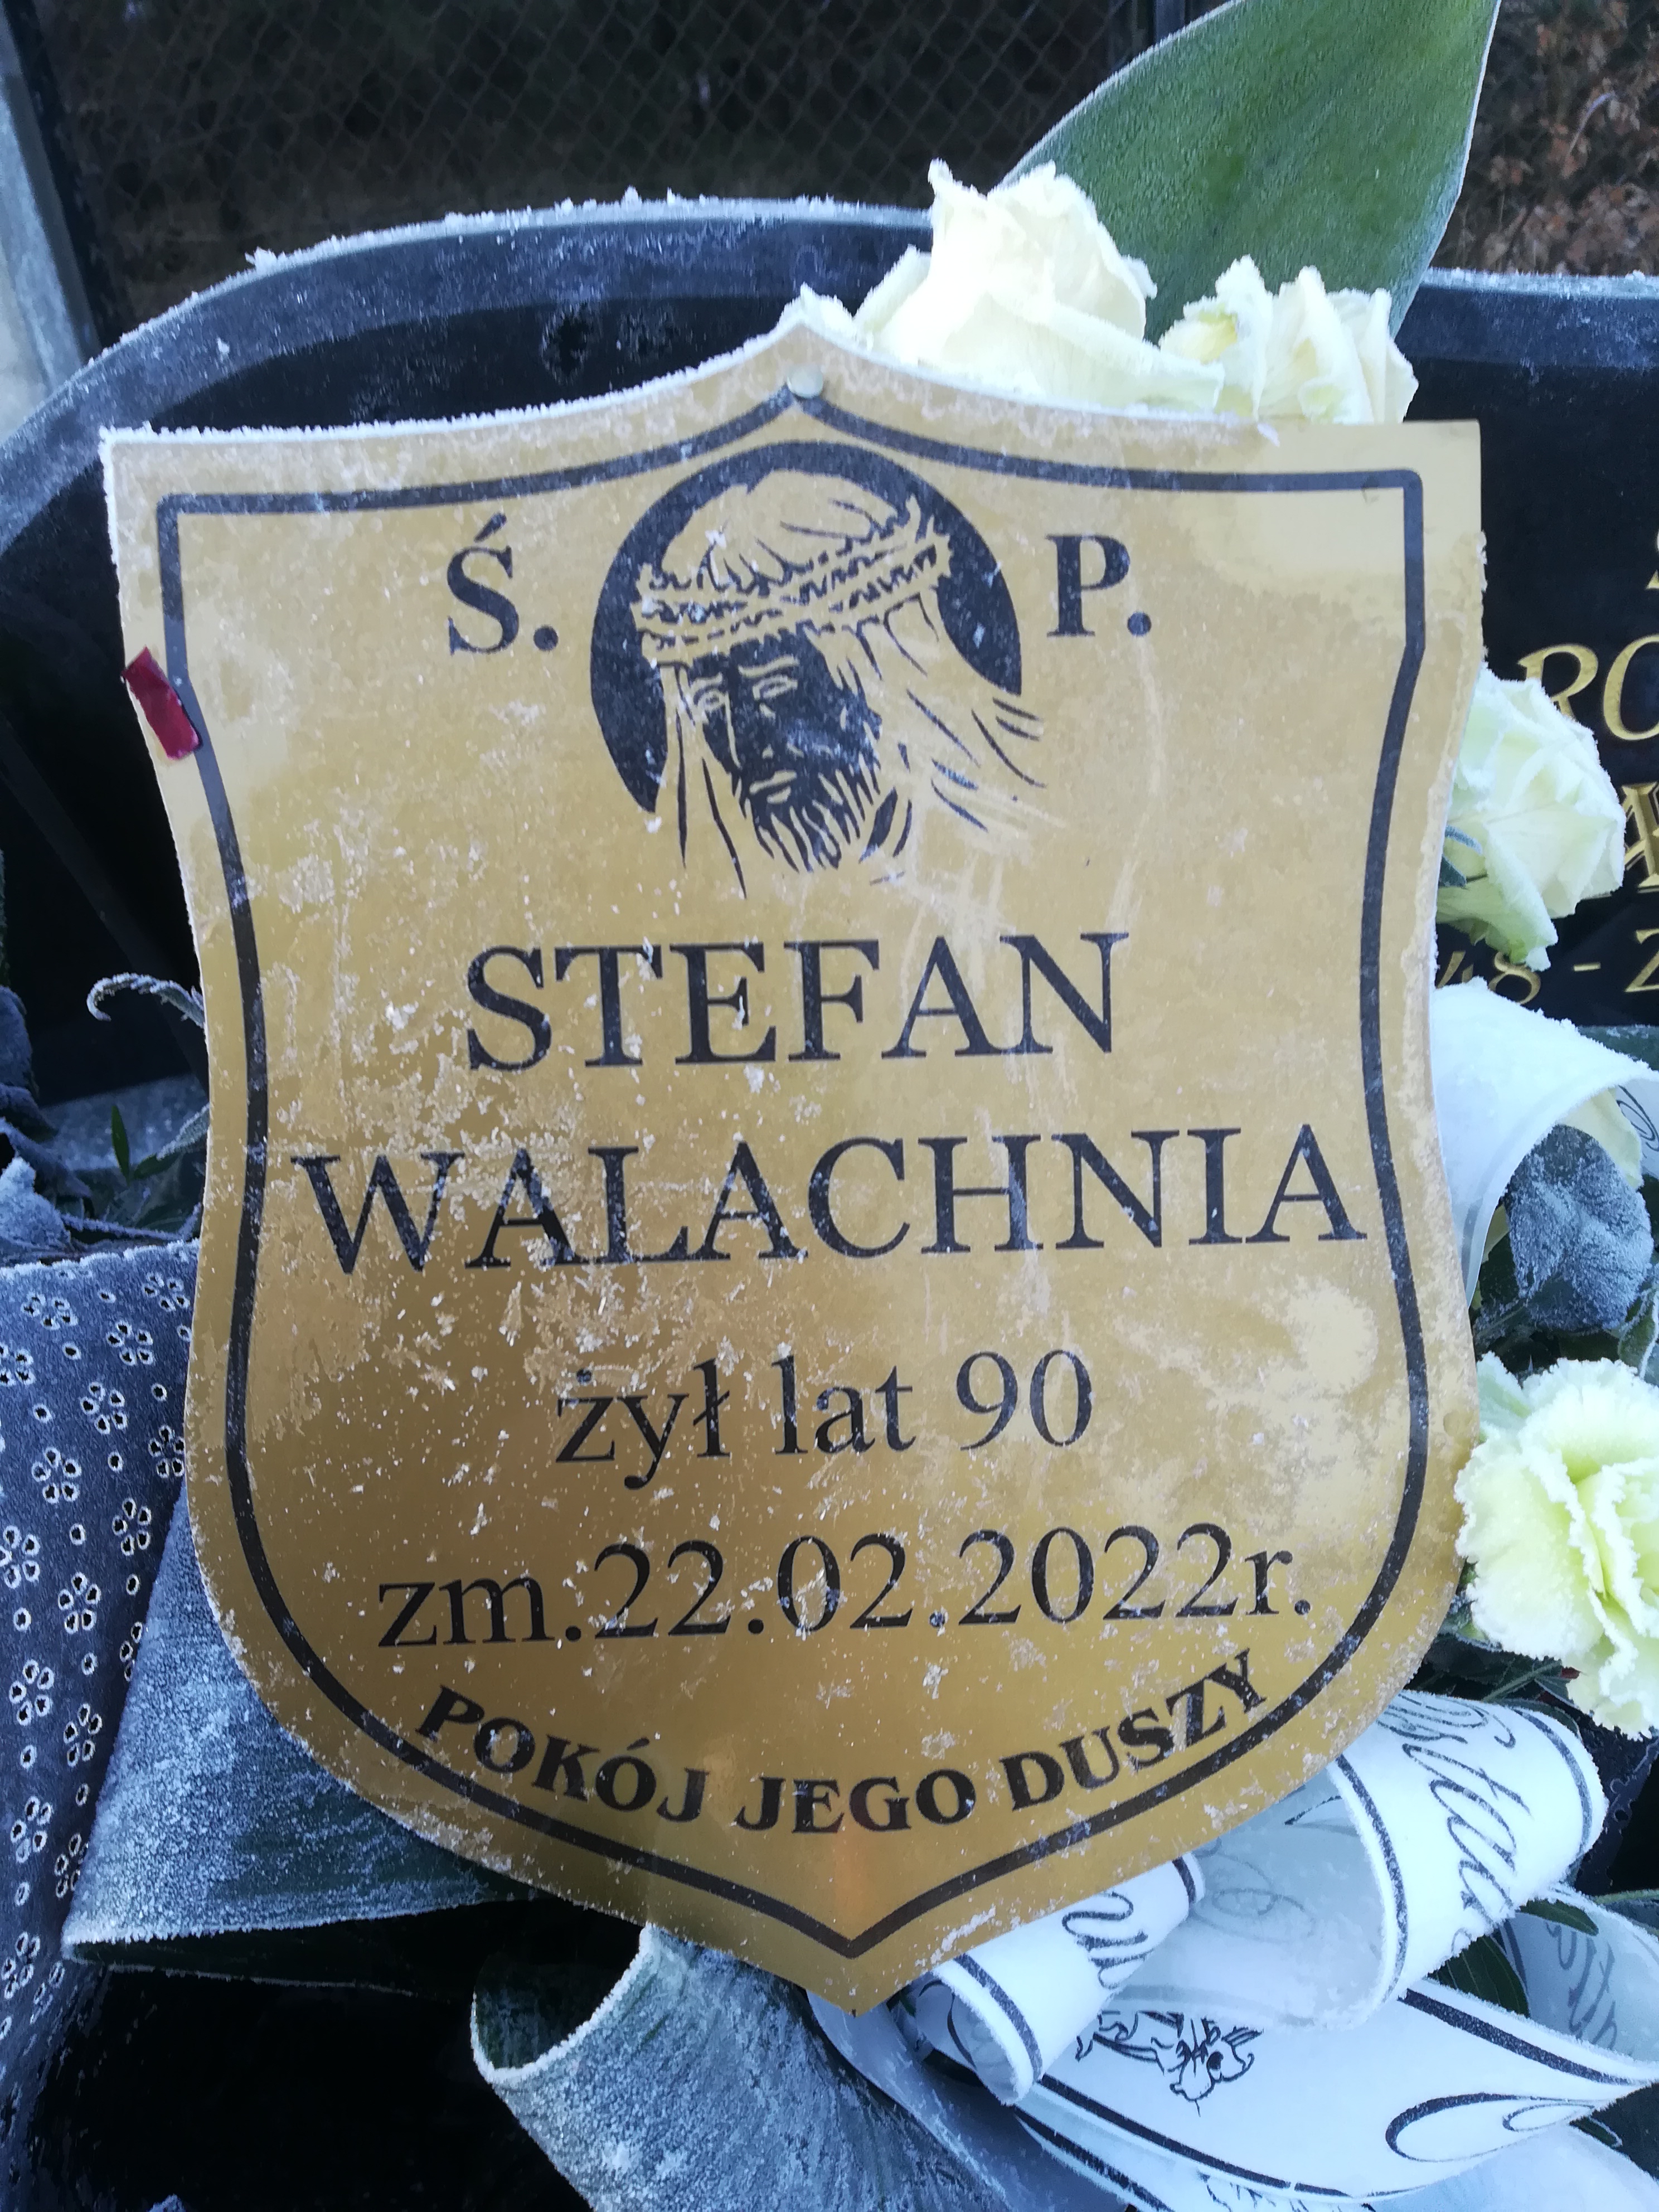 Ś. P.
STEFAN
WALACHNIA
żył lat 90
zm.22.02.2022r.
POKÓJ JEGO DUSZY